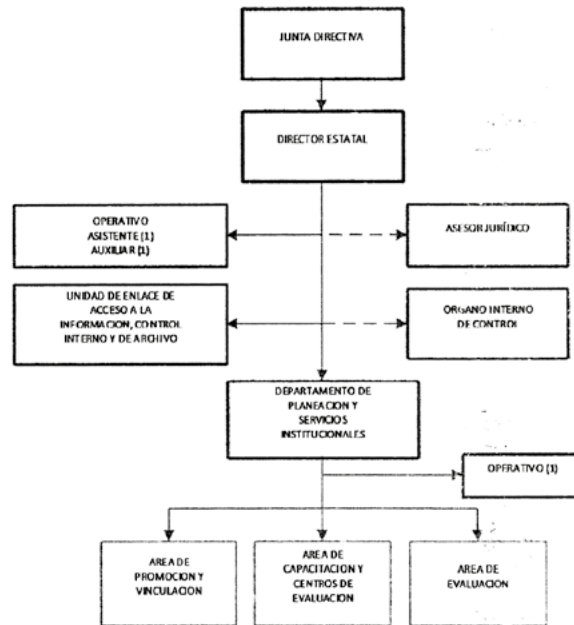 JUNTA DIRECTIVA
DIRECTOR ESTATAL
OPERATIVO
ASISTENTE (1)
AUXILIAR (1)
ASESOR JURÍDICO
UNIDAD DE ENLACE DE
ACCESO A LA
INFORMACION, CONTROL
INTERNO Y DE ARCHIVO
ORGANO INTERNO
DE CONTROL
DEPARTAMENTO DE
PLANEACION Y
SERVICIOS
INSTITUCIONALES
OPERATIVO (1)
AREA DE
PROMOCION Y
VINCULACION
AREA DE
CAPACITACION Y
CENTROS DE
EVALUACION
AREA DE
EVALUACION